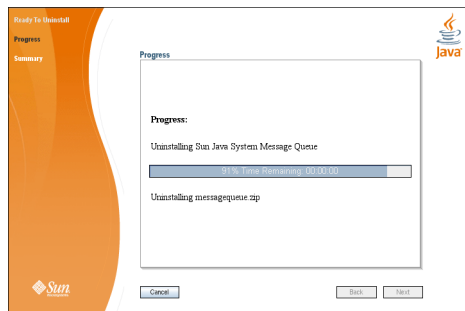 Ready To Uninstall
Progress
Summary
Java
Progress
Progress:
Uninstalling Sun Java System Message Queue
91% Time Remaining: 00:00:00
Uninstalling messagequeue.zip
Sun
Cancel
Back
Next